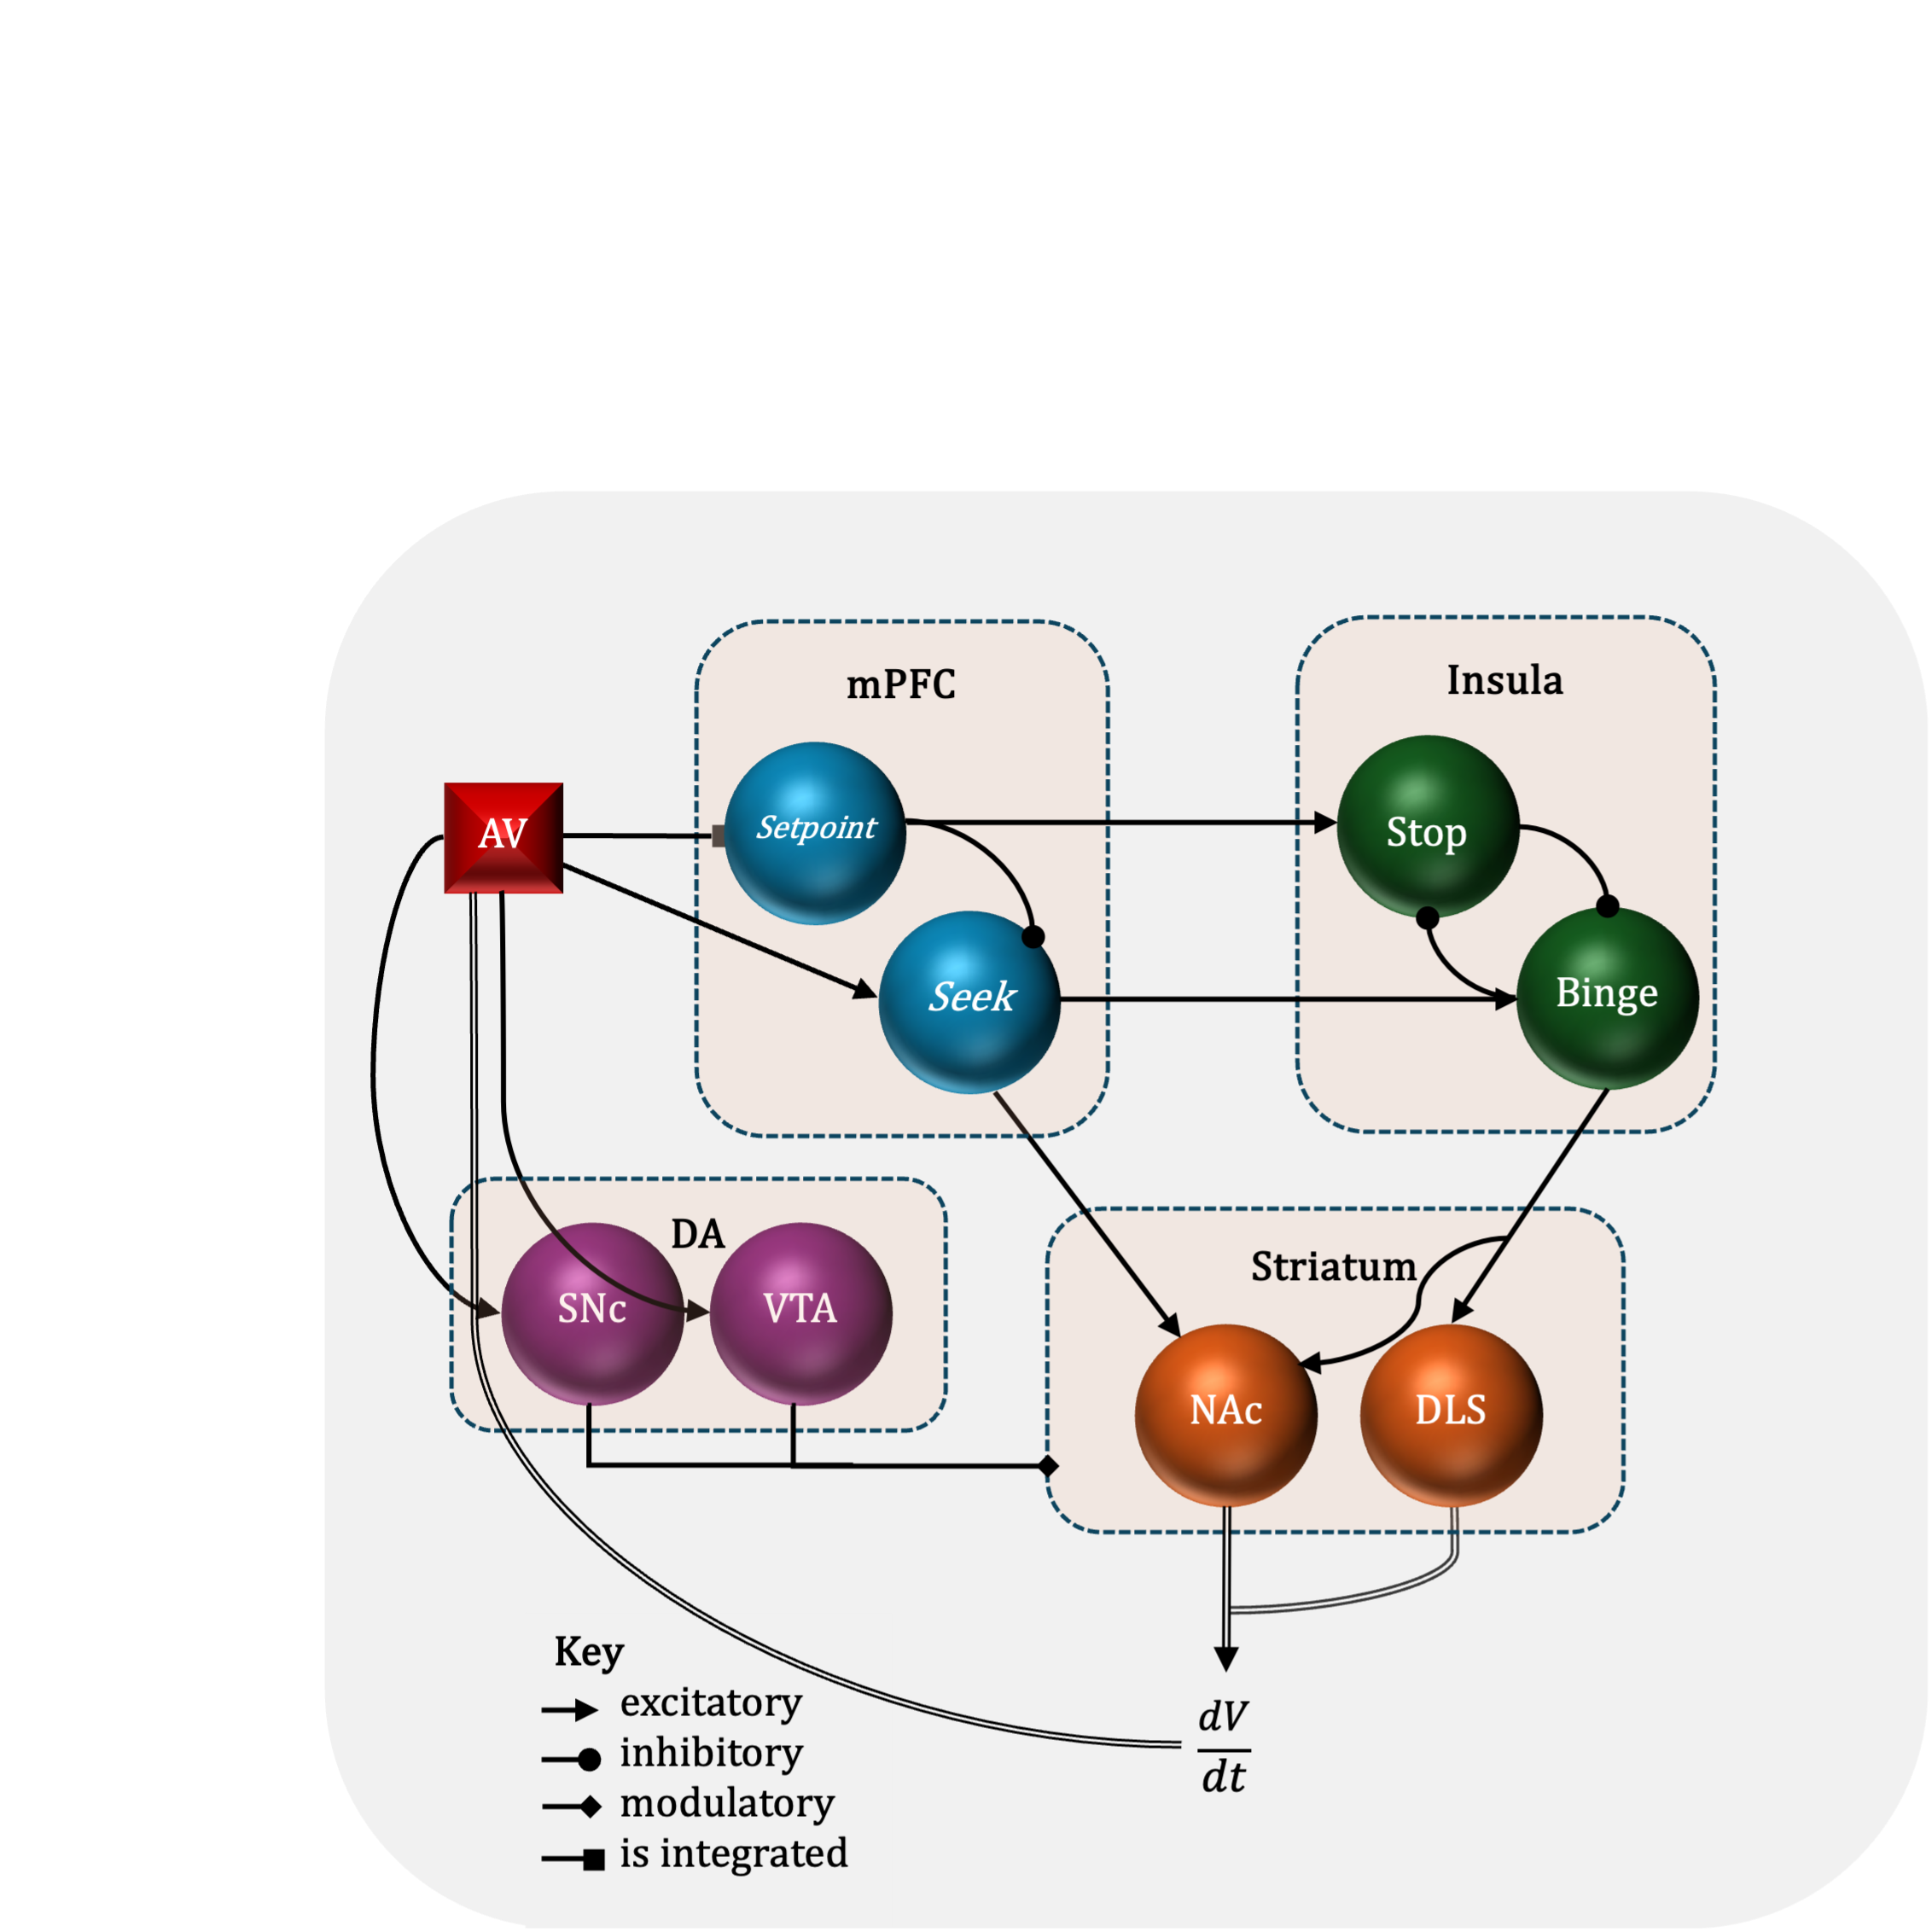 mPFC
Insula
Setpoint
Stop
AV
Seek
Binge
DA
Striatum
SNc
VTA
NAc
DLS
Key
excitatory
inhibitory
modulatory
is integrated
dV
dt